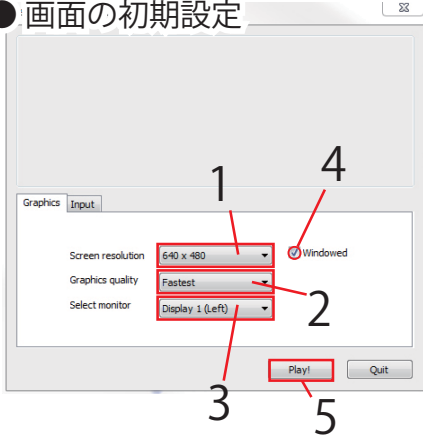 ●画面の初期設定
4
1
Graphics Input
Screen resolution 640 x 480 Windowed
Graphics quality Fastest
2
Select monitor Display 1 (Left)
Play! Quit
3
5